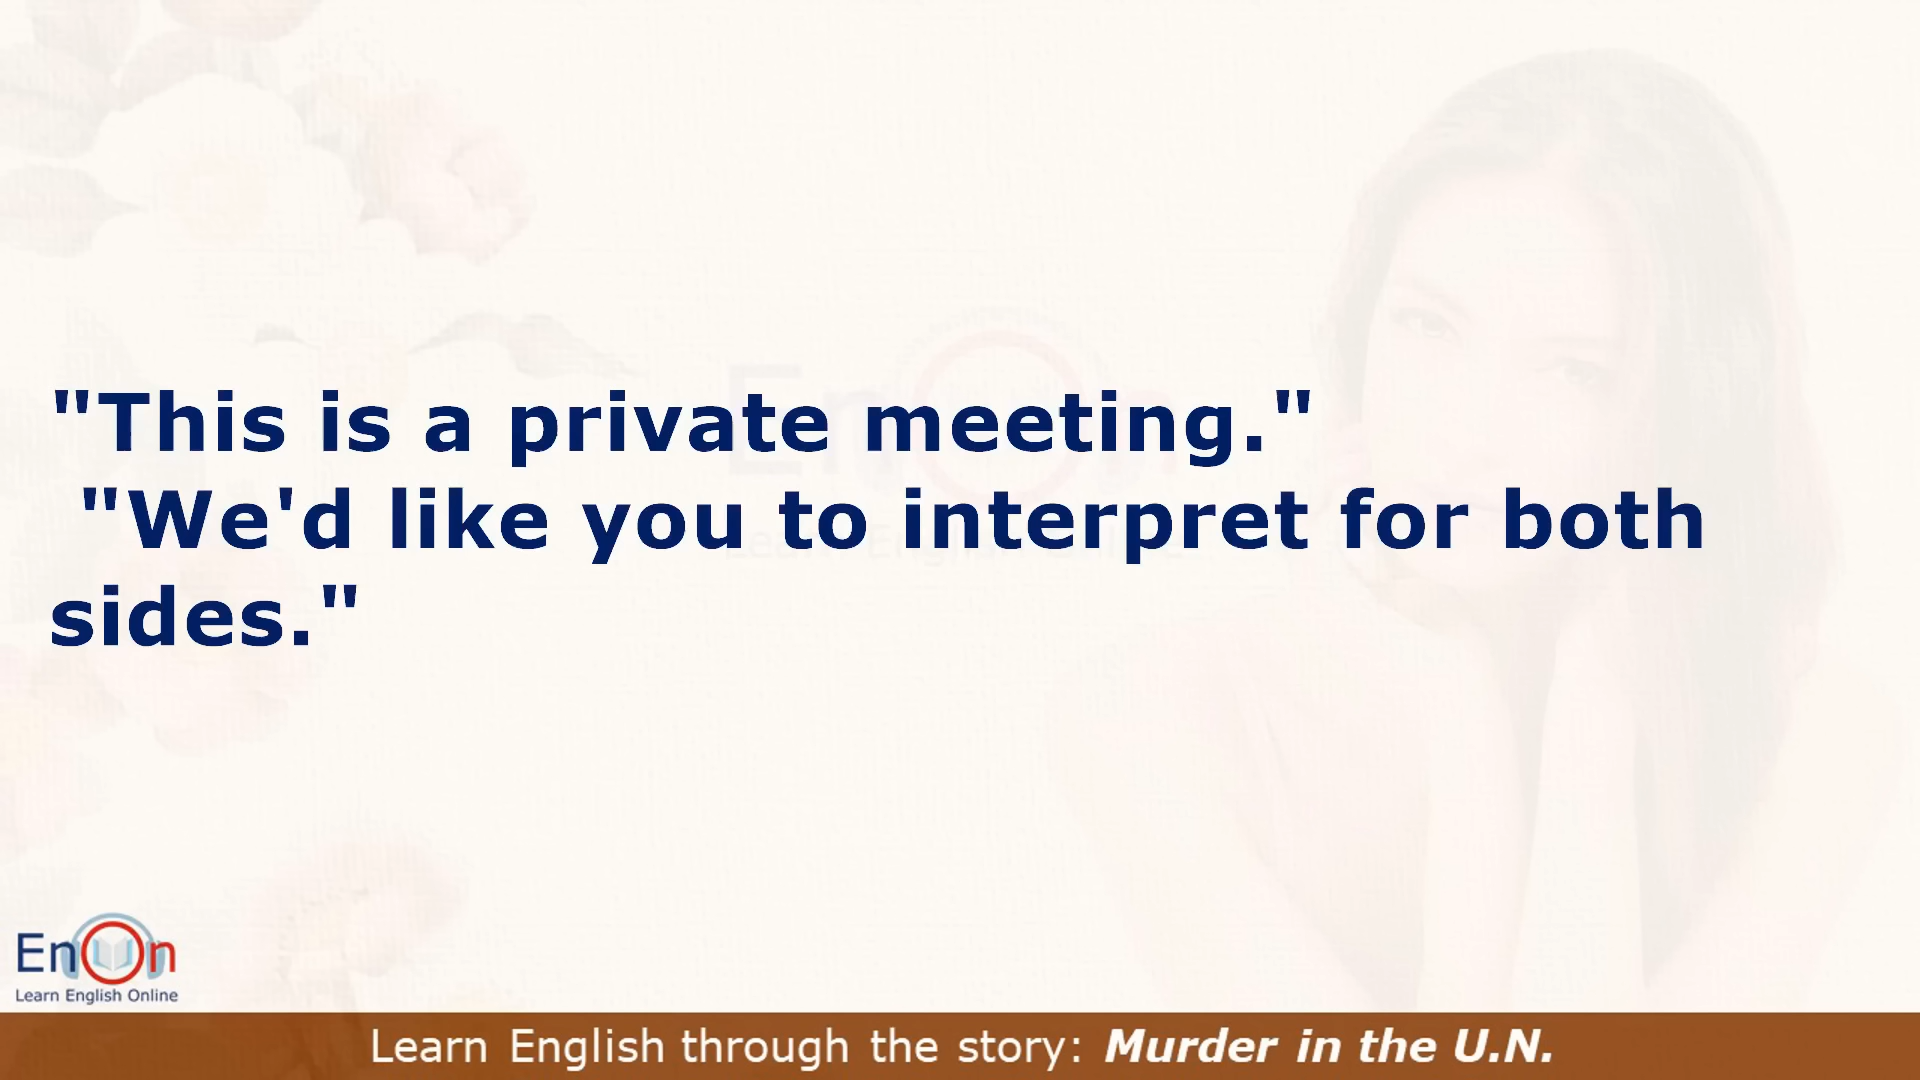 "This is a private meeting."
"We'd like you to interpret for both
sides."
EnOn
Learn English Online
Learn English through the story: Murder in the U.N.